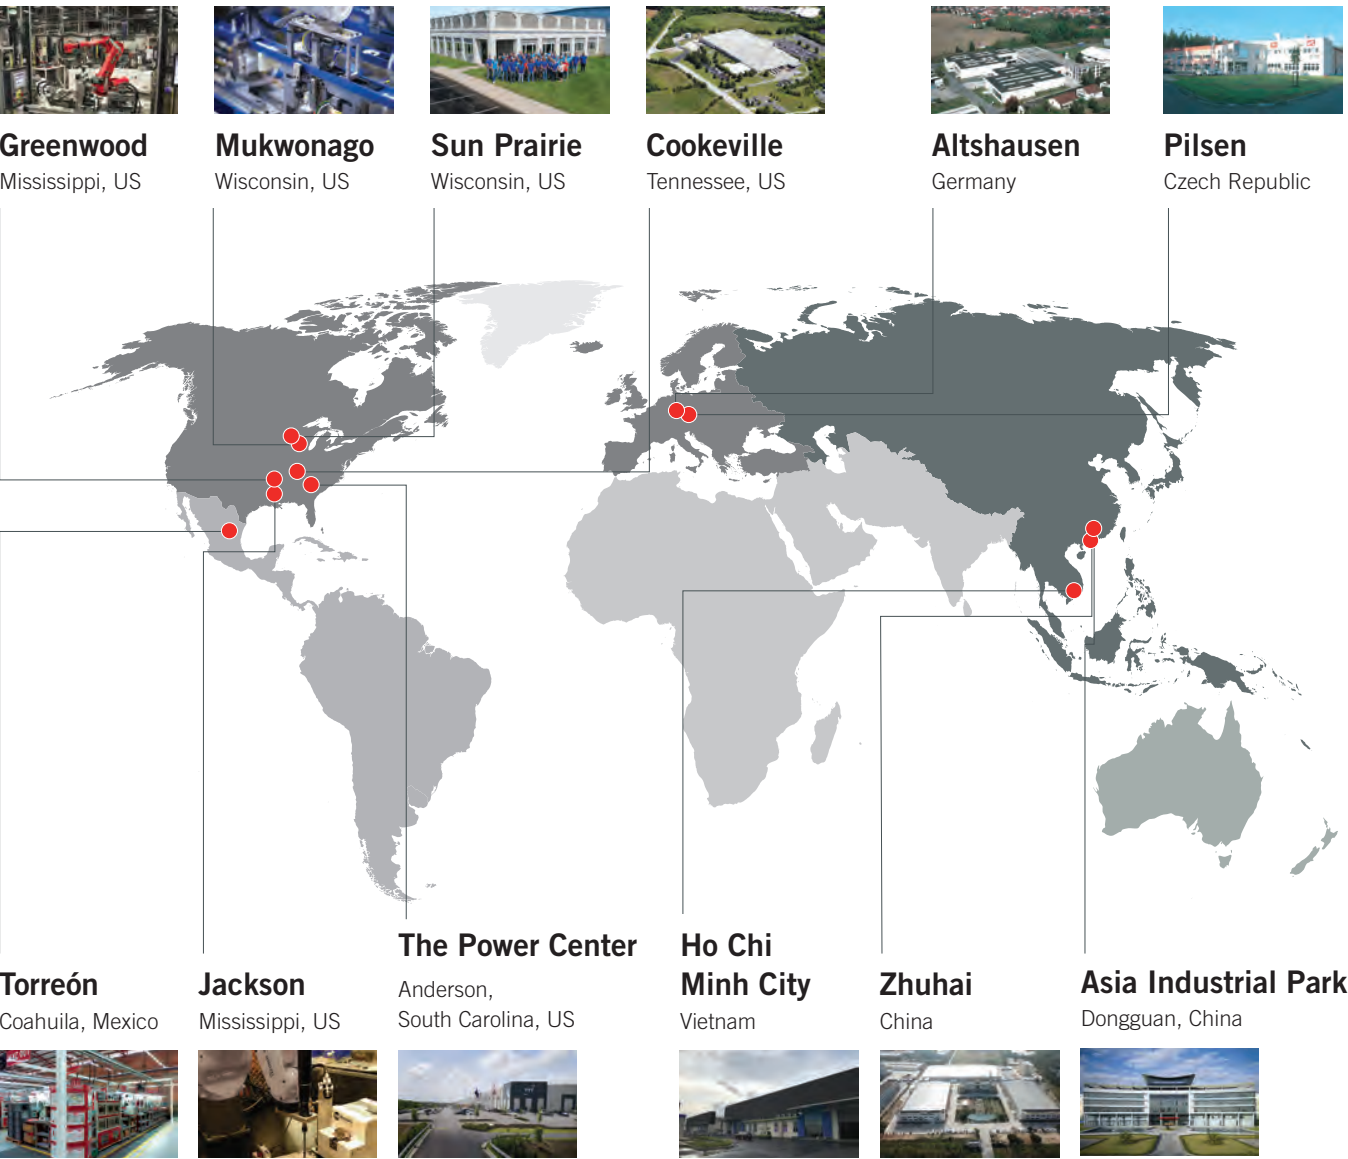 Greenwood
Mississippi, US
Mukwonago
Wisconsin, US
Sun Prairie
Wisconsin, US
Cookeville
Tennessee, US
Altshausen
Germany
Pilsen
Czech Republic
Torreón
Coahuila, Mexico
Jackson
Mississippi, US
The Power Center
Anderson,
South Carolina, US
Ho Chi
Minh City
Vietnam
Zhuhai
China
Asia Industrial Park
Dongguan, China